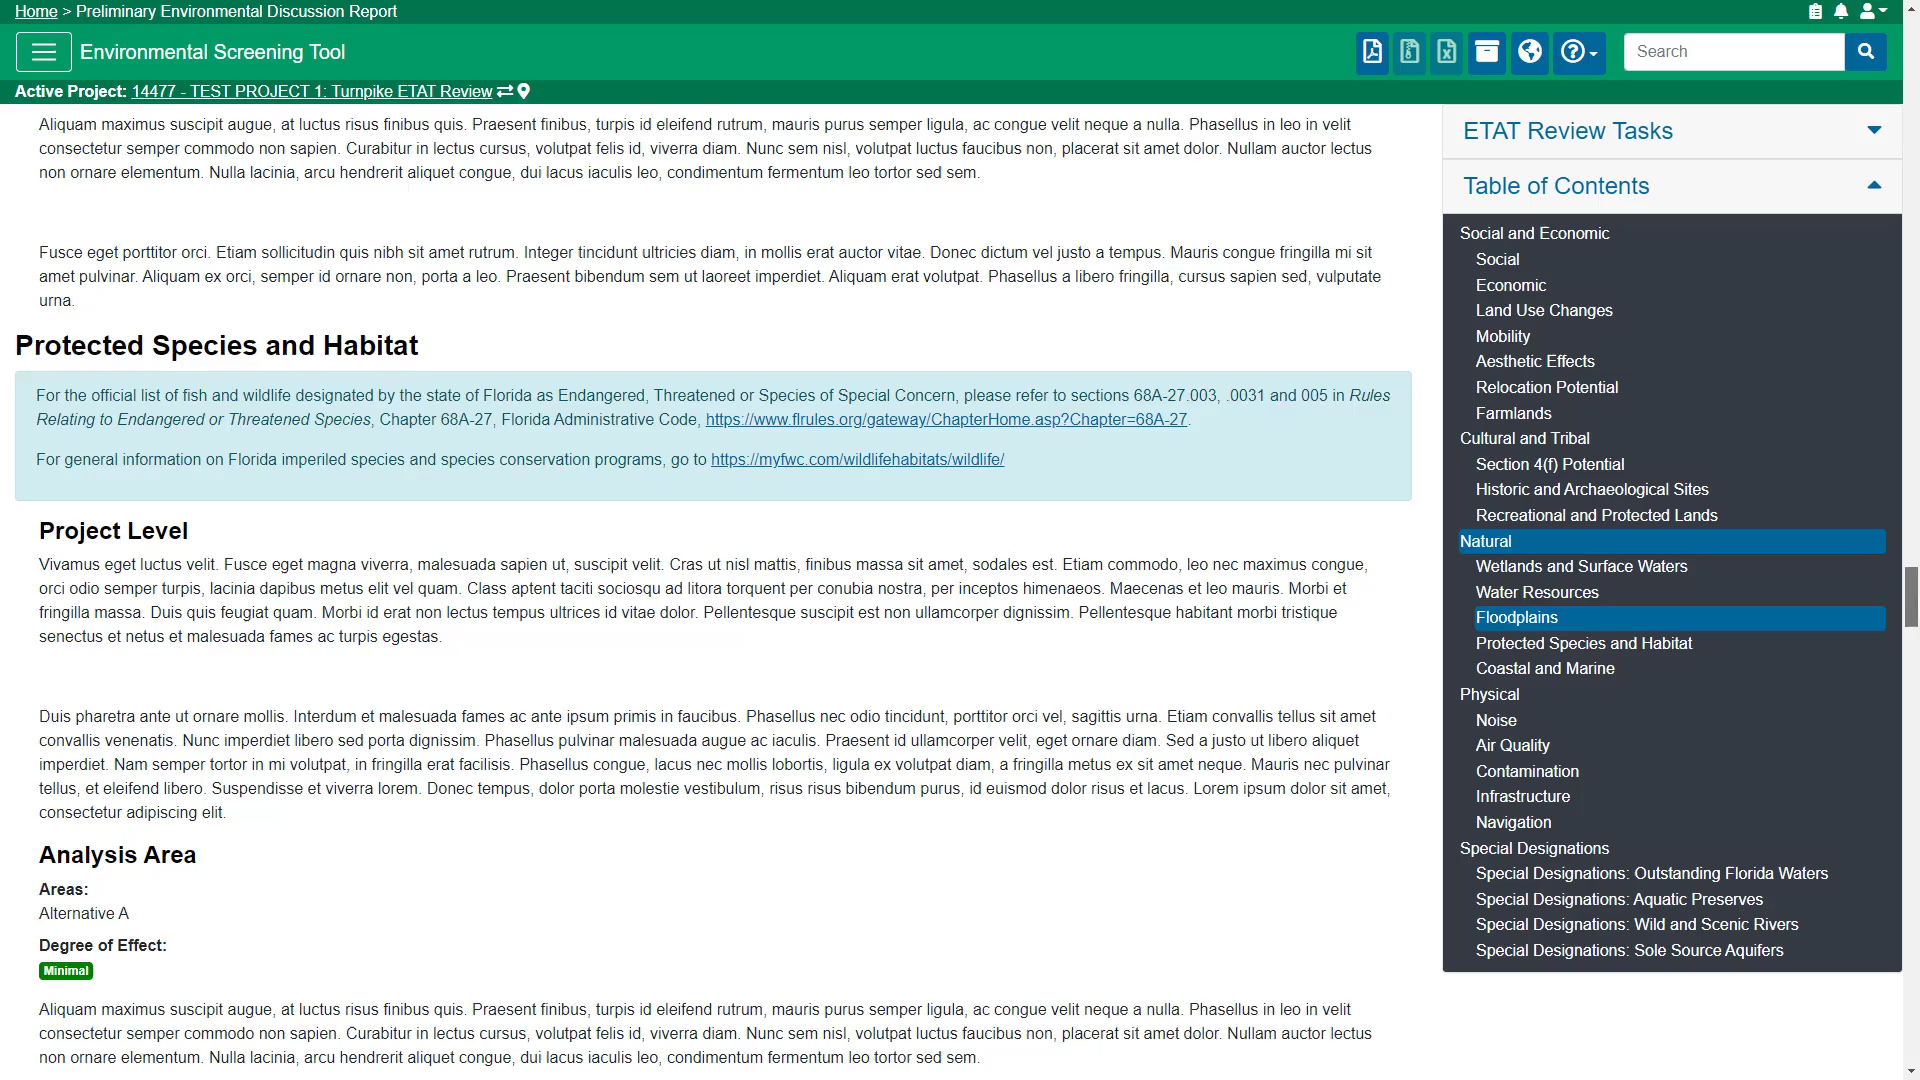 Home > Preliminary Environmental Discussion Report
Environmental Screening Tool
Search
Active Project: 14477 - TEST PROJECT 1: Turnpike ETAT Review
Aliquam maximus suscipit augue, at luctus risus finibus quis. Praesent finibus, turpis id eleifend rutrum, mauris purus semper ligula, ac congue velit neque a nulla. Phasellus in leo in velit
consectetur semper commodo non sapien. Curabitur in lectus cursus, volutpat felis id, viverra diam. Nunc sem nisl, volutpat luctus faucibus non, placerat sit amet dolor. Nullam auctor lectus
non ornare elementum. Nulla lacinia, arcu hendrerit aliquet congue, dui lacus iaculis leo, condimentum fermentum leo tortor sed sem.
Fusce eget porttitor orci. Etiam sollicitudin quis nibh sit amet rutrum. Integer tincidunt ultricies diam, in mollis erat auctor vitae. Donec dictum vel justo a tempus. Mauris congue fringilla mi sit
amet pulvinar. Aliquam ex orci, semper id ornare non, porta a leo. Praesent bibendum sem ut laoreet imperdiet. Aliquam erat volutpat. Phasellus a libero fringilla, cursus sapien sed, vulputate
urna.
Protected Species and Habitat
For the official list of fish and wildlife designated by the state of Florida as Endangered, Threatened or Species of Special Concern, please refer to sections 68A-27.003, .0031 and 005 in Rules
Relating to Endangered or Threatened Species, Chapter 68A-27, Florida Administrative Code, https://www.flrules.org/gateway/ChapterHome.asp?Chapter=68A-27.
For general information on Florida imperiled species and species conservation programs, go to https://myfwc.com/wildlifehabitats/wildlife/
Project Level
Vivamus eget luctus velit. Fusce eget magna viverra, malesuada sapien ut, suscipit velit. Cras ut nisl mattis, finibus massa sit amet, sodales est. Etiam commodo, leo nec maximus congue,
orci odio semper turpis, lacinia dapibus metus elit vel quam. Class aptent taciti sociosqu ad litora torquent per conubia nostra, per inceptos himenaeos. Maecenas et leo mauris. Morbi et
fringilla massa. Duis quis feugiat quam. Morbi id erat non lectus tempus ultrices id vitae dolor. Pellentesque suscipit est non ullamcorper dignissim. Pellentesque habitant morbi tristique
senectus et netus et malesuada fames ac turpis egestas.
Duis pharetra ante ut ornare mollis. Interdum et malesuada fames ac ante ipsum primis in faucibus. Phasellus nec odio tincidunt, porttitor orci vel, sagittis urna. Etiam convallis tellus sit amet
convallis venenatis. Nunc imperdiet libero sed porta dignissim. Phasellus pulvinar malesuada augue ac iaculis. Praesent id ullamcorper velit, eget ornare diam. Sed a justo ut libero aliquet
imperdiet. Nam semper tortor in mi volutpat, in fringilla erat facilisis. Phasellus congue, lacus nec mollis lobortis, ligula ex volutpat diam, a fringilla metus ex sit amet neque. Mauris nec pulvinar
tellus, et eleifend libero. Suspendisse et viverra lorem. Donec tempus, dolor porta molestie vestibulum, risus risus bibendum purus, id euismod dolor risus et lacus. Lorem ipsum dolor sit amet,
consectetur adipiscing elit.
Analysis Area
Areas:
Alternative A
Degree of Effect:
Minimal
Aliquam maximus suscipit augue, at luctus risus finibus quis. Praesent finibus, turpis id eleifend rutrum, mauris purus semper ligula, ac congue velit neque a nulla. Phasellus in leo in velit
consectetur semper commodo non sapien. Curabitur in lectus cursus, volutpat felis id, viverra diam. Nunc sem nisl, volutpat luctus faucibus non, placerat sit amet dolor. Nullam auctor lectus
non ornare elementum. Nulla lacinia, arcu hendrerit aliquet congue, dui lacus iaculis leo, condimentum fermentum leo tortor sed sem.
ETAT Review Tasks
Table of Contents
Social and Economic
Social
Economic
Land Use Changes
Mobility
Aesthetic Effects
Relocation Potential
Farmlands
Cultural and Tribal
Section 4(f) Potential
Historic and Archaeological Sites
Recreational and Protected Lands
Natural
Wetlands and Surface Waters
Water Resources
Floodplains
Protected Species and Habitat
Coastal and Marine
Physical
Noise
Air Quality
Contamination
Infrastructure
Navigation
Special Designations
Special Designations: Outstanding Florida Waters
Special Designations: Aquatic Preserves
Special Designations: Wild and Scenic Rivers
Special Designations: Sole Source Aquifers